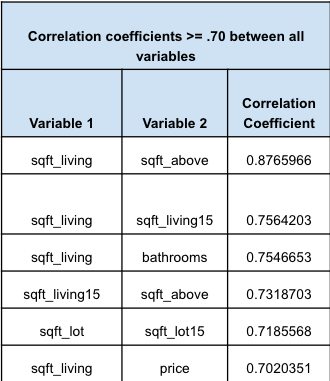 Correlation coefficients >= .70 between all
variables
Variable 1 Variable 2 Correlation
Coefficient
sqft_living sqft_above 0.8765966
sqft_living sqft_living15 0.7564203
sqft_living bathrooms 0.7546653
sqft_living15 sqft_above 0.7318703
sqft_lot sqft_lot15 0.7185568
sqft_living price 0.7020351